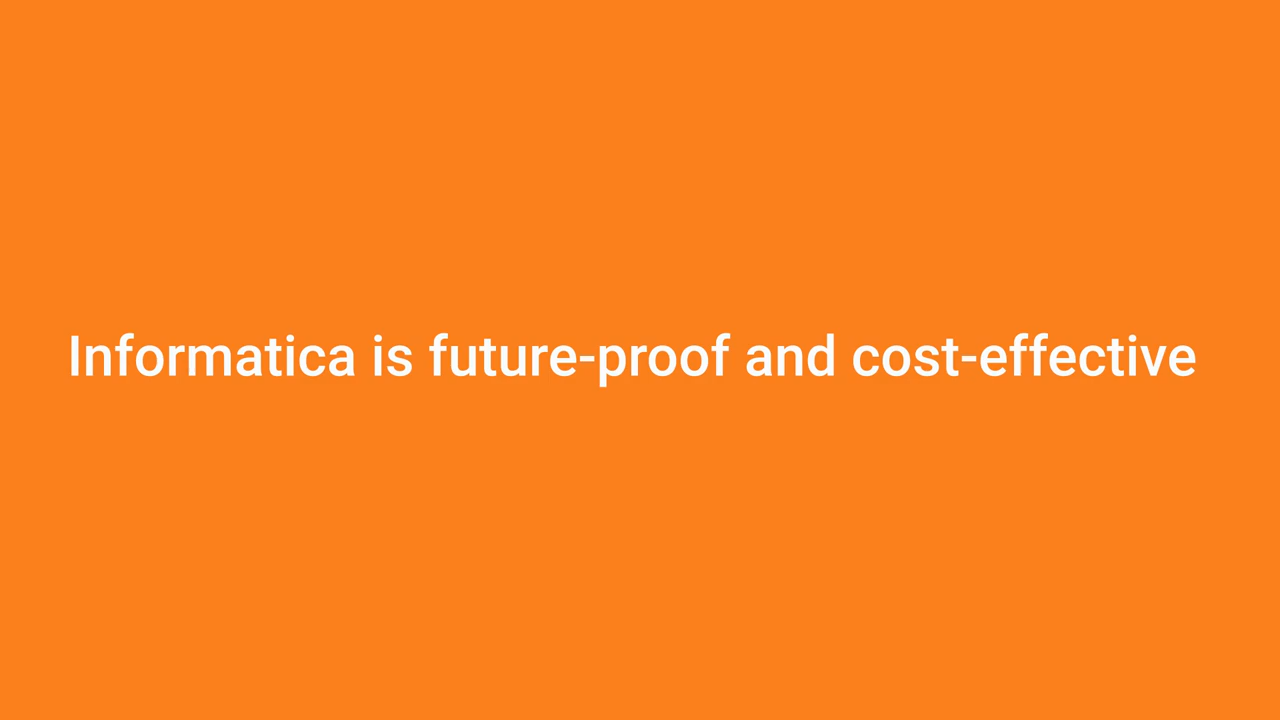 Informatica is future-proof and cost-effective